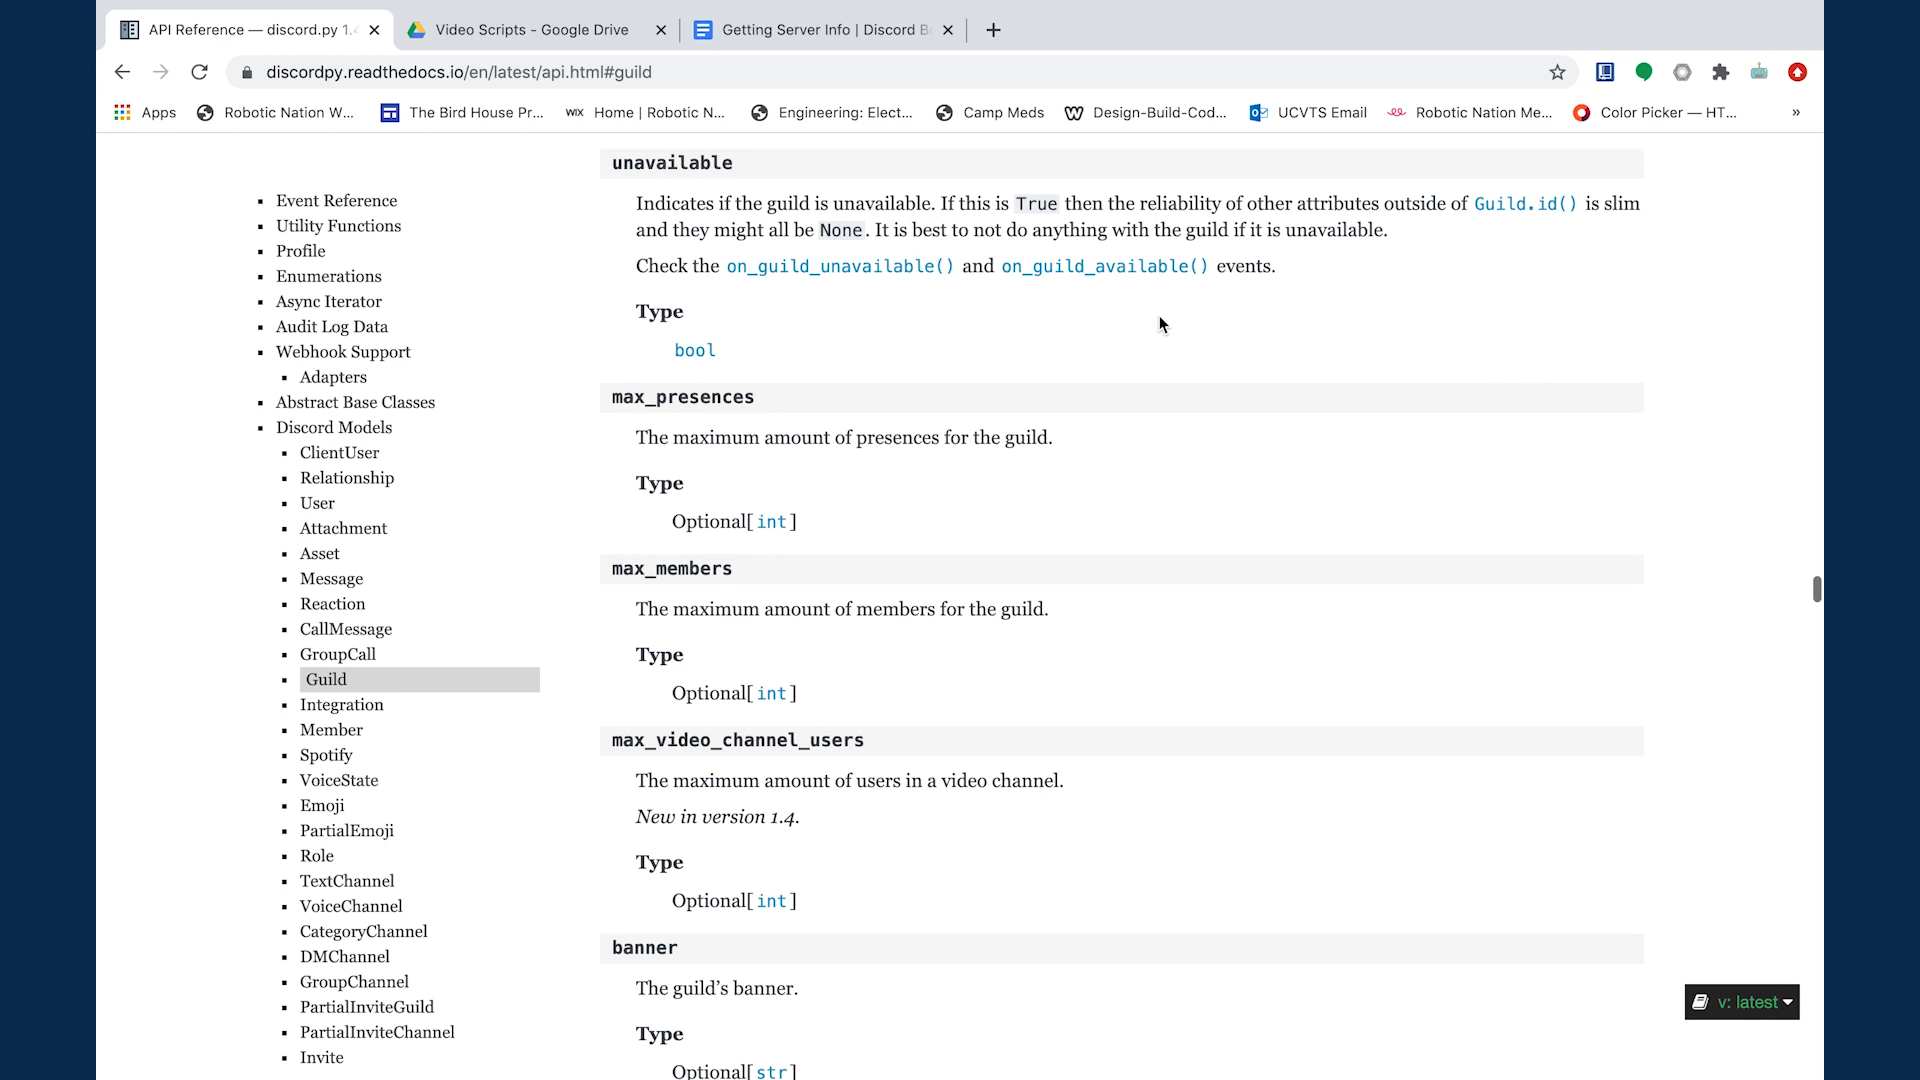 API Reference — discord.py 1.4
Video Scripts - Google Drive
Getting Server Info | Discord B
discordpy.readthedocs.io/en/latest/api.html#guild
Apps
Robotic Nation W...
The Bird House Pr...
WIX Home | Robotic N...
Engineering: Elect...
Camp Meds
Design-Build-Cod...
UCVTS Email
Robotic Nation Me...
Color Picker — HT...
»
Event Reference
Utility Functions
Profile
Enumerations
Async Iterator
Audit Log Data
Webhook Support
Adapters
Abstract Base Classes
Discord Models
ClientUser
Relationship
User
Attachment
Asset
Message
Reaction
CallMessage
GroupCall
Guild
Integration
Member
Spotify
VoiceState
Emoji
PartialEmoji
Role
TextChannel
VoiceChannel
CategoryChannel
DMChannel
GroupChannel
PartialInviteGuild
PartialInviteChannel
Invite
unavailable
Indicates if the guild is unavailable. If this is True then the reliability of other attributes outside of Guild.id() is slim
and they might all be None. It is best to not do anything with the guild if it is unavailable.
Check the on_guild_unavailable() and on_guild_available() events.
Type
bool
max_presences
The maximum amount of presences for the guild.
Type
Optional[int]
max_members
The maximum amount of members for the guild.
Type
Optional[int]
max_video_channel_users
The maximum amount of users in a video channel.
New in version 1.4.
Type
Optional[int]
banner
The guild’s banner.
Type
Optional[str]
v: latest